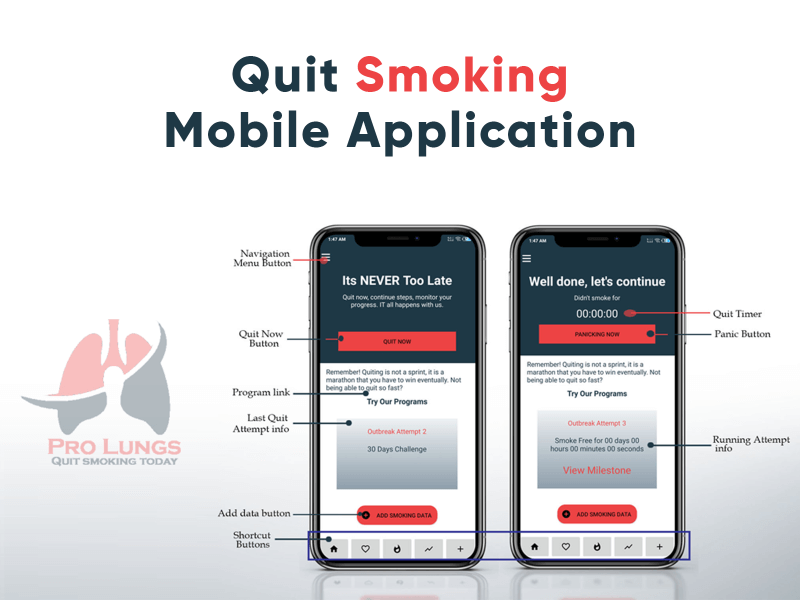 Quit Smoking
Mobile Application
Navigation
Menu Button
Quit Now
Button
Program link
Last Quit
Attempt info
Add data button
Shortcut
Buttons
PRO LUNGS
QUIT SMOKING TODAY
1:47 AM
Its NEVER Too Late
Quit now, continue steps, monitor your
progress. IT all happens with us.
QUIT NOW
Remember! Quiting is not a sprint, it is a
marathon that you have to win eventually. Not
being able to quit so fast?
Try Our Programs
Outbreak Attempt 2
30 Days Challenge
ADD SMOKING DATA
1:47 AM
Well done, let's continue
Didn't smoke for
00:00:00
PANICKING NOW
Remember! Quiting is not a sprint, it is a
marathon that you have to win eventually. Not
being able to quit so fast?
Try Our Programs
Outbreak Attempt 3
Smoke Free for 00 days 00
hours 00 minutes 00 seconds
View Milestone
ADD SMOKING DATA
Quit Timer
Panic Button
Running Attempt
info